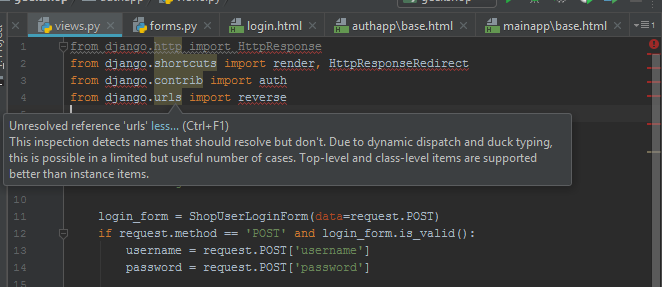 views.py forms.py login.html authapp\base.html mainapp\base.html 1
1 from django.http import HttpResponse
2 from django.shortcuts import render, HttpResponseRedirect
3 from django.contrib import auth
4 from django.urls import reverse
Unresolved reference 'urls' less... (Ctrl+F1)
This inspection detects names that should resolve but don't. Due to dynamic dispatch and duck typing,
this is possible in a limited but useful number of cases. Top-level and class-level items are supported
better than instance items.
10
11 login_form = ShopUserLoginForm(data=request.POST)
12 if request.method == 'POST' and login_form.is_valid():
13 username = request.POST['username']
14 password = request.POST['password']